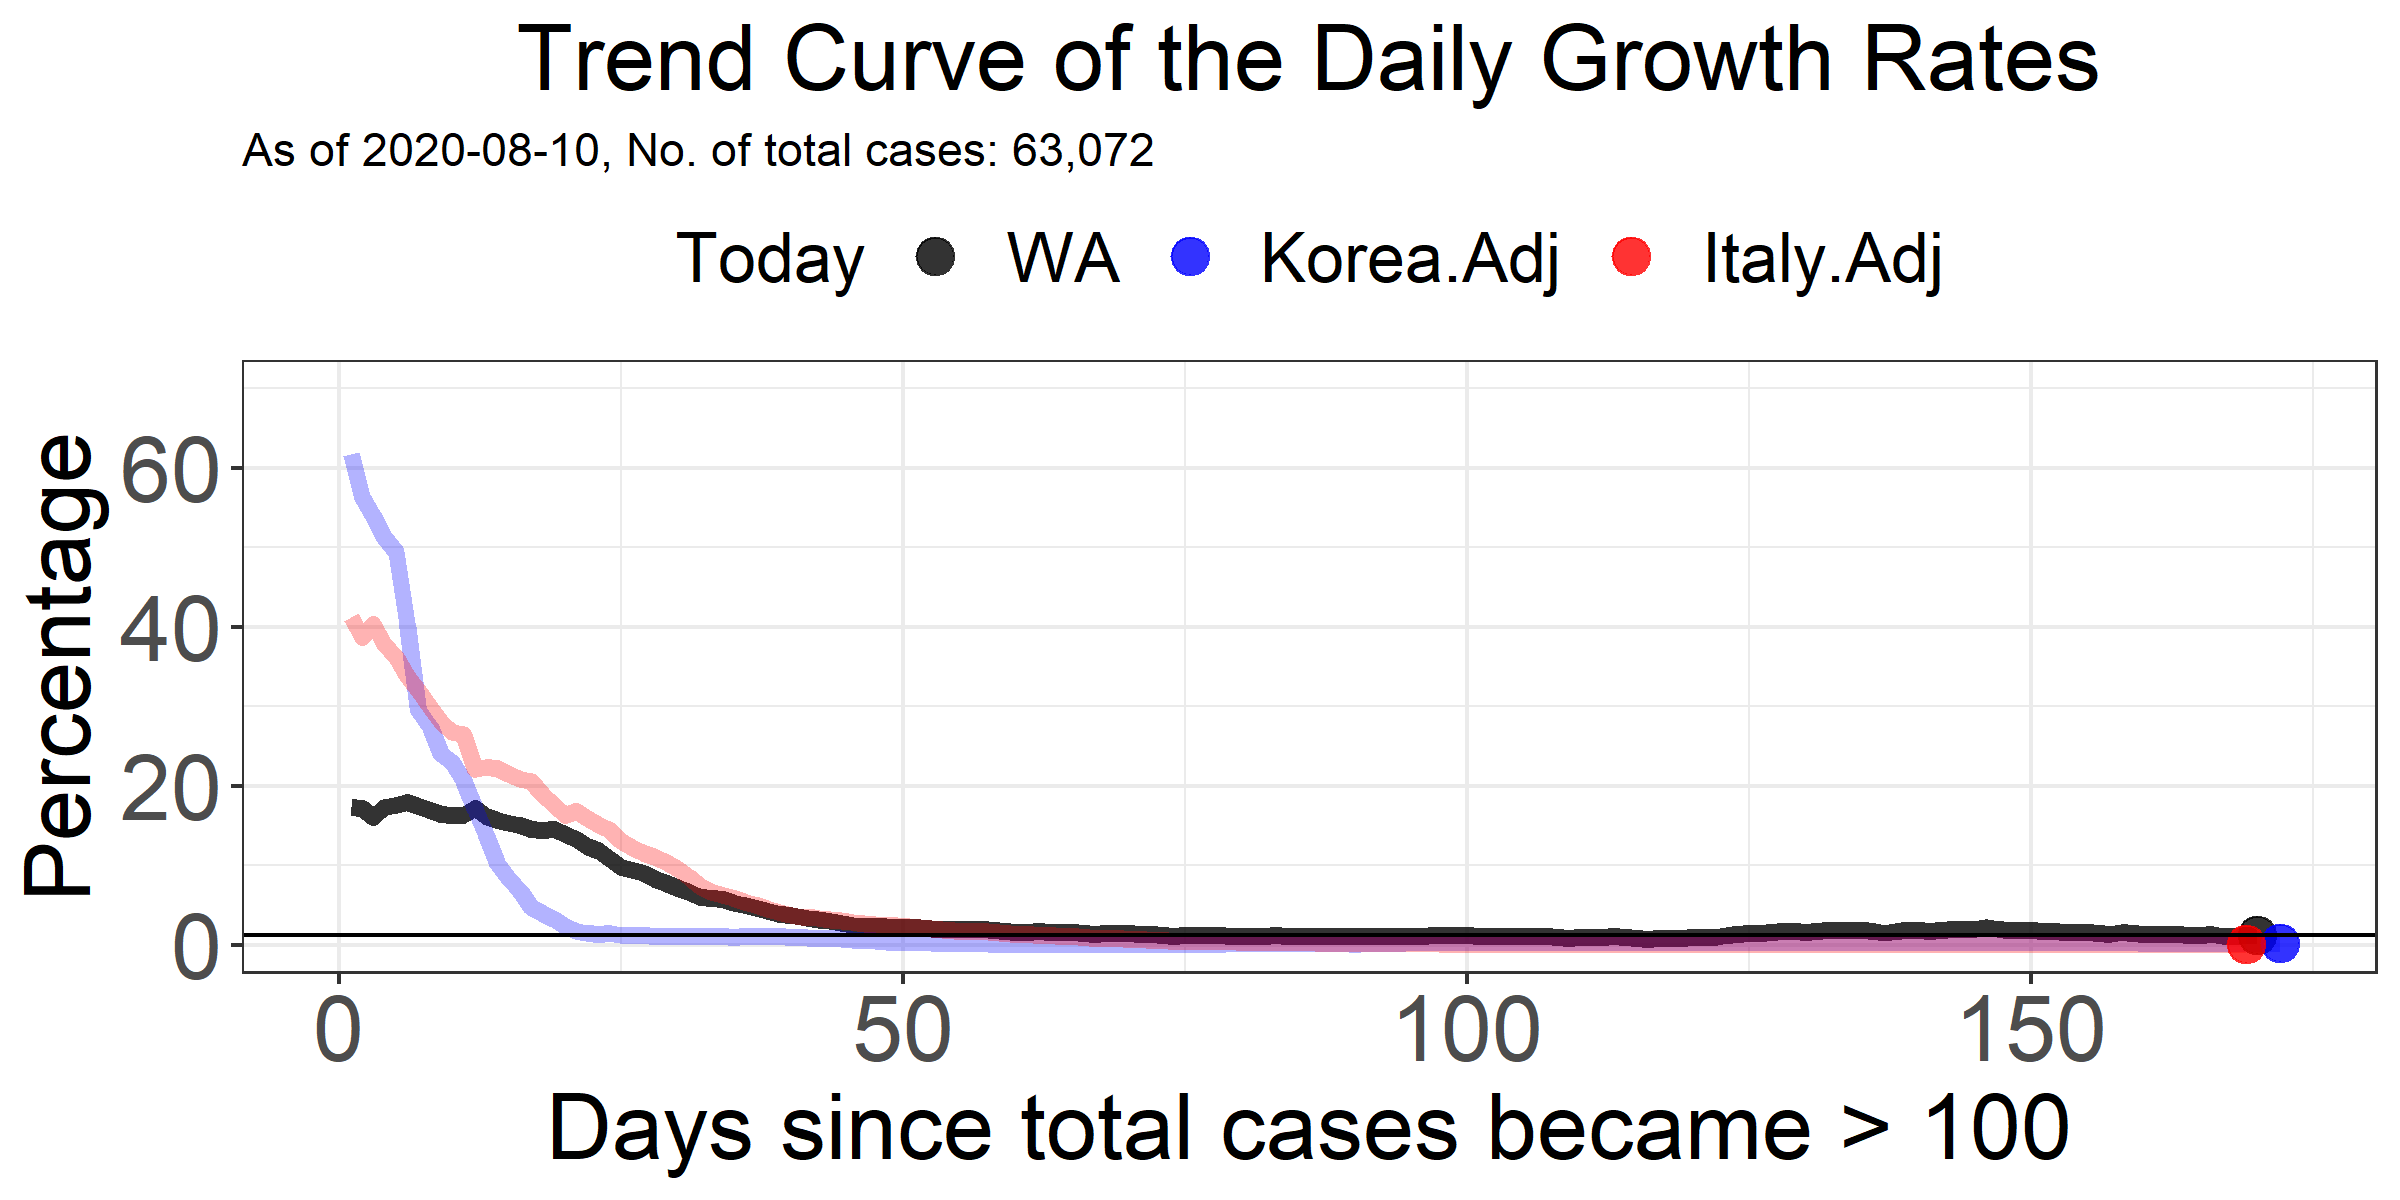 Trend Curve of the Daily Growth Rates
As of 2020-08-10, No. of total cases: 63,072
Today WA Korea.Adj Italy.Adj
Percentage
60
40
20
0
0 50 100 150
Days since total cases became > 100